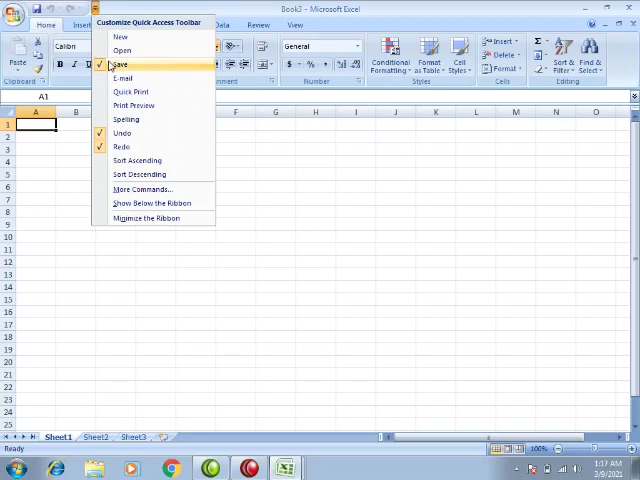 Book3 - Microsoft Excel
Customize Quick Access Toolbar
New
Open
Save
E-mail
Quick Print
Print Preview
Spelling
Undo
Redo
Sort Ascending
Sort Descending
More Commands...
Show Below the Ribbon
Minimize the Ribbon
Home
Paste
Calibri
B I U
Clipboard
General
$ % ,
Number
Conditional Formatting
Format as Table
Cell Styles
Styles
Insert
Delete
Format
Cells
Σ
Sort & Filter
Find & Select
Editing
A1
A B F G H I J K L M N O
1
2
3
4
5
6
7
8
9
10
11
12
13
14
15
16
17
18
19
20
21
22
23
24
25
Sheet1 Sheet2 Sheet3
Ready
100%
1:17 AM
3/9/2021